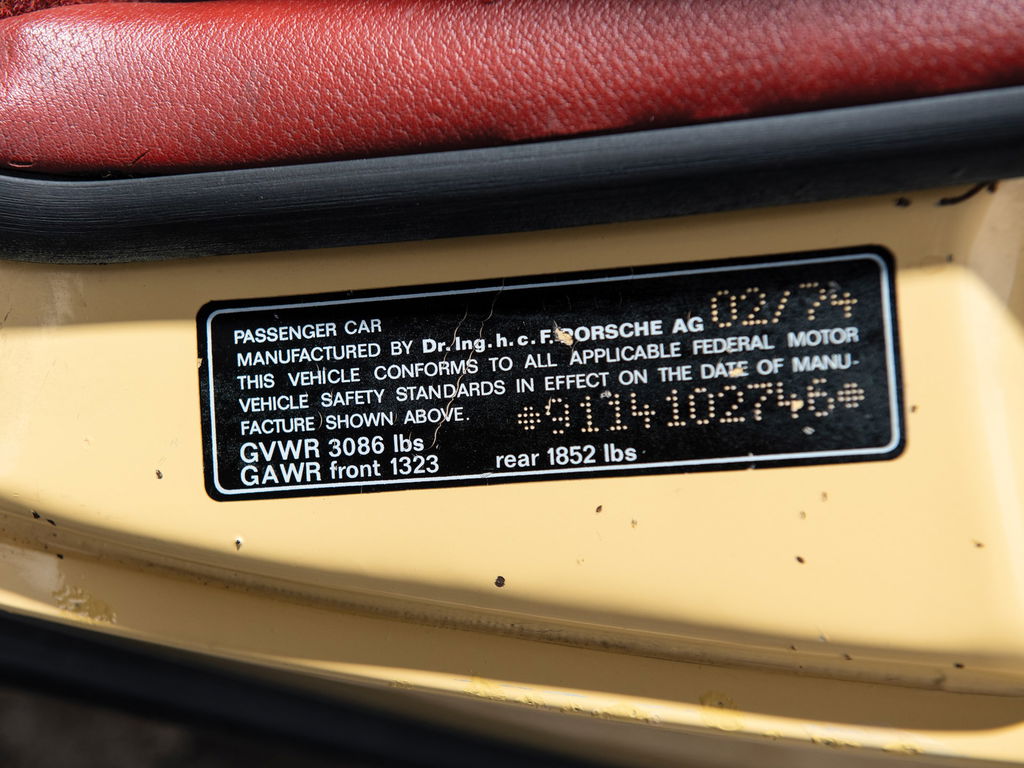 PASSENGER CAR
MANUFACTURED BY Dr.Ing.h.c.F.PORSCHE AG 02/74
THIS VEHICLE CONFORMS TO ALL APPLICABLE FEDERAL MOTOR
VEHICLE SAFETY STANDARDS IN EFFECT ON THE DATE OF MANU-
FACTURE SHOWN ABOVE. *9114102746*
GVWR 3086 lbs
GAWR front 1323 rear 1852 lbs